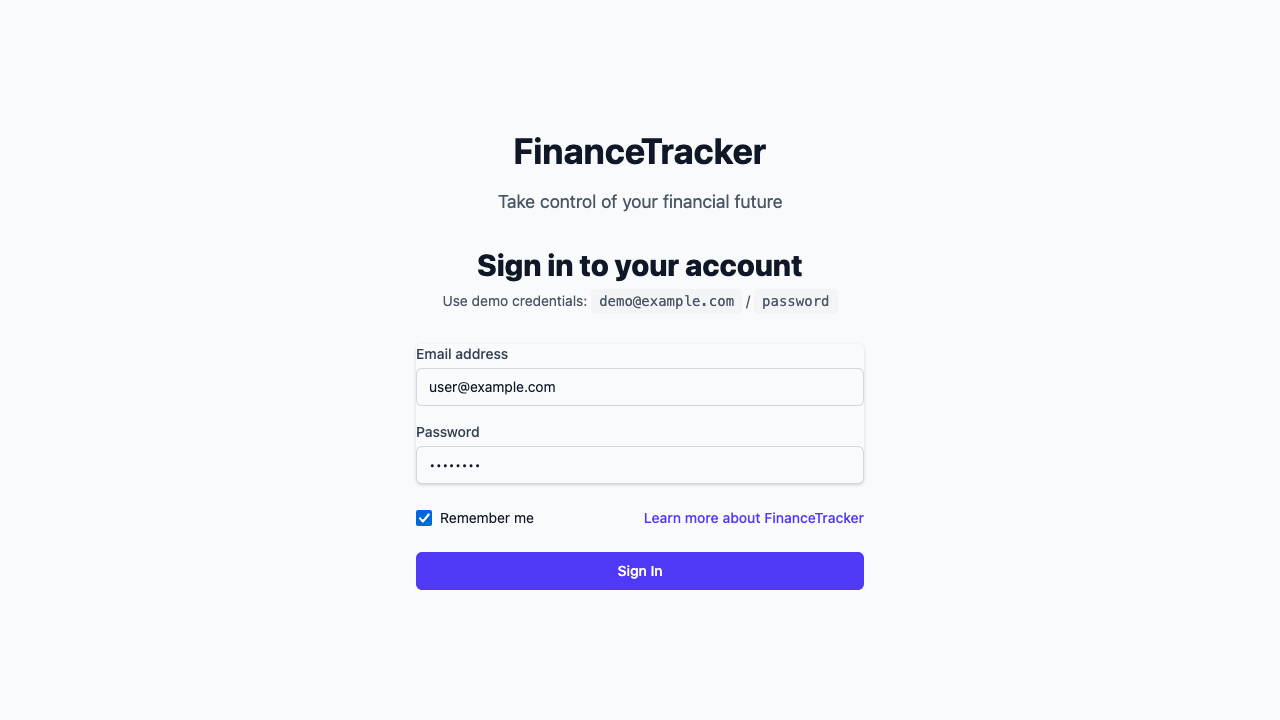 FinanceTracker
Take control of your financial future
Sign in to your account
Use demo credentials: demo@example.com / password
Email address
user@example.com
Password
••••••••
Remember me
Learn more about FinanceTracker
Sign In